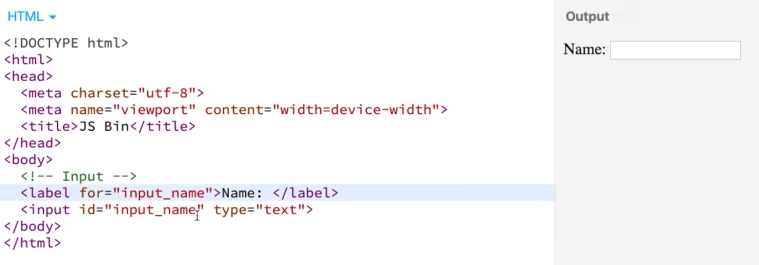 HTML
Output
<!DOCTYPE html>
<html>
<head>
  <meta charset="utf-8">
  <meta name="viewport" content="width=device-width">
  <title>JS Bin</title>
</head>
<body>
  <!-- Input -->
  <label for="input_name">Name: </label>
  <input id="input_name" type="text">
</body>
</html>
Name: